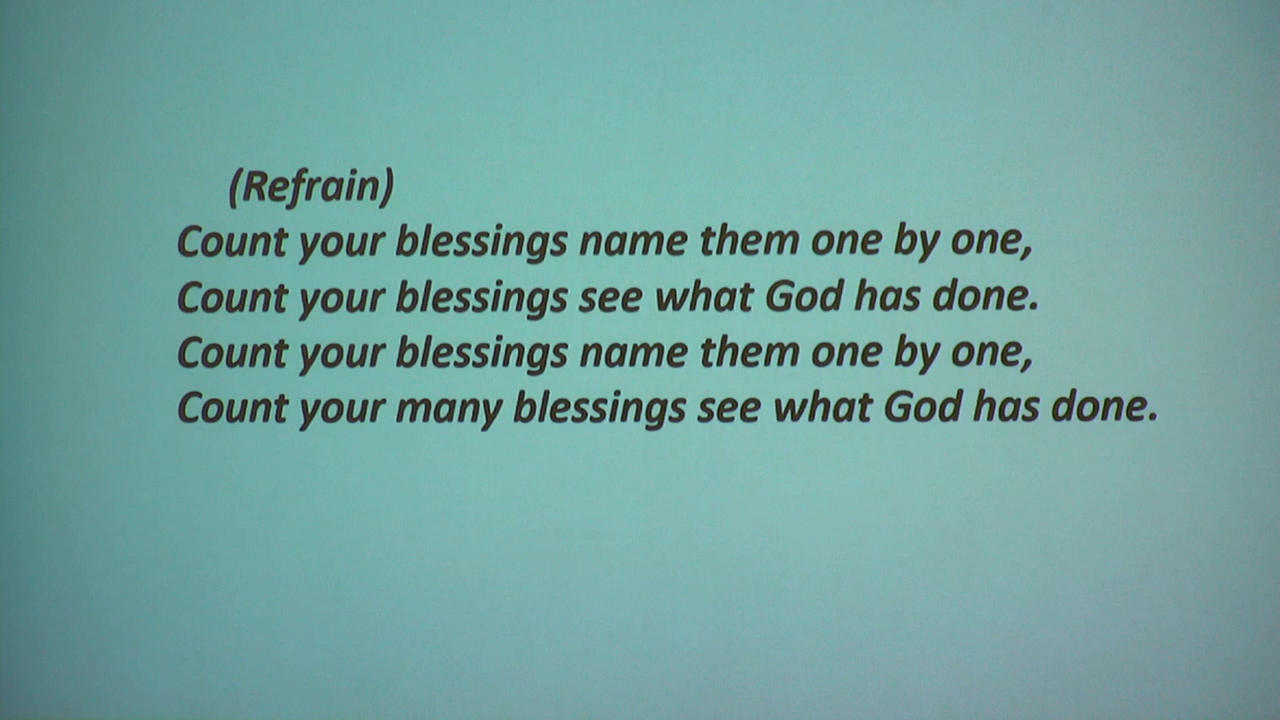 (Refrain)
Count your blessings name them one by one,
Count your blessings see what God has done.
Count your blessings name them one by one,
Count your many blessings see what God has done.